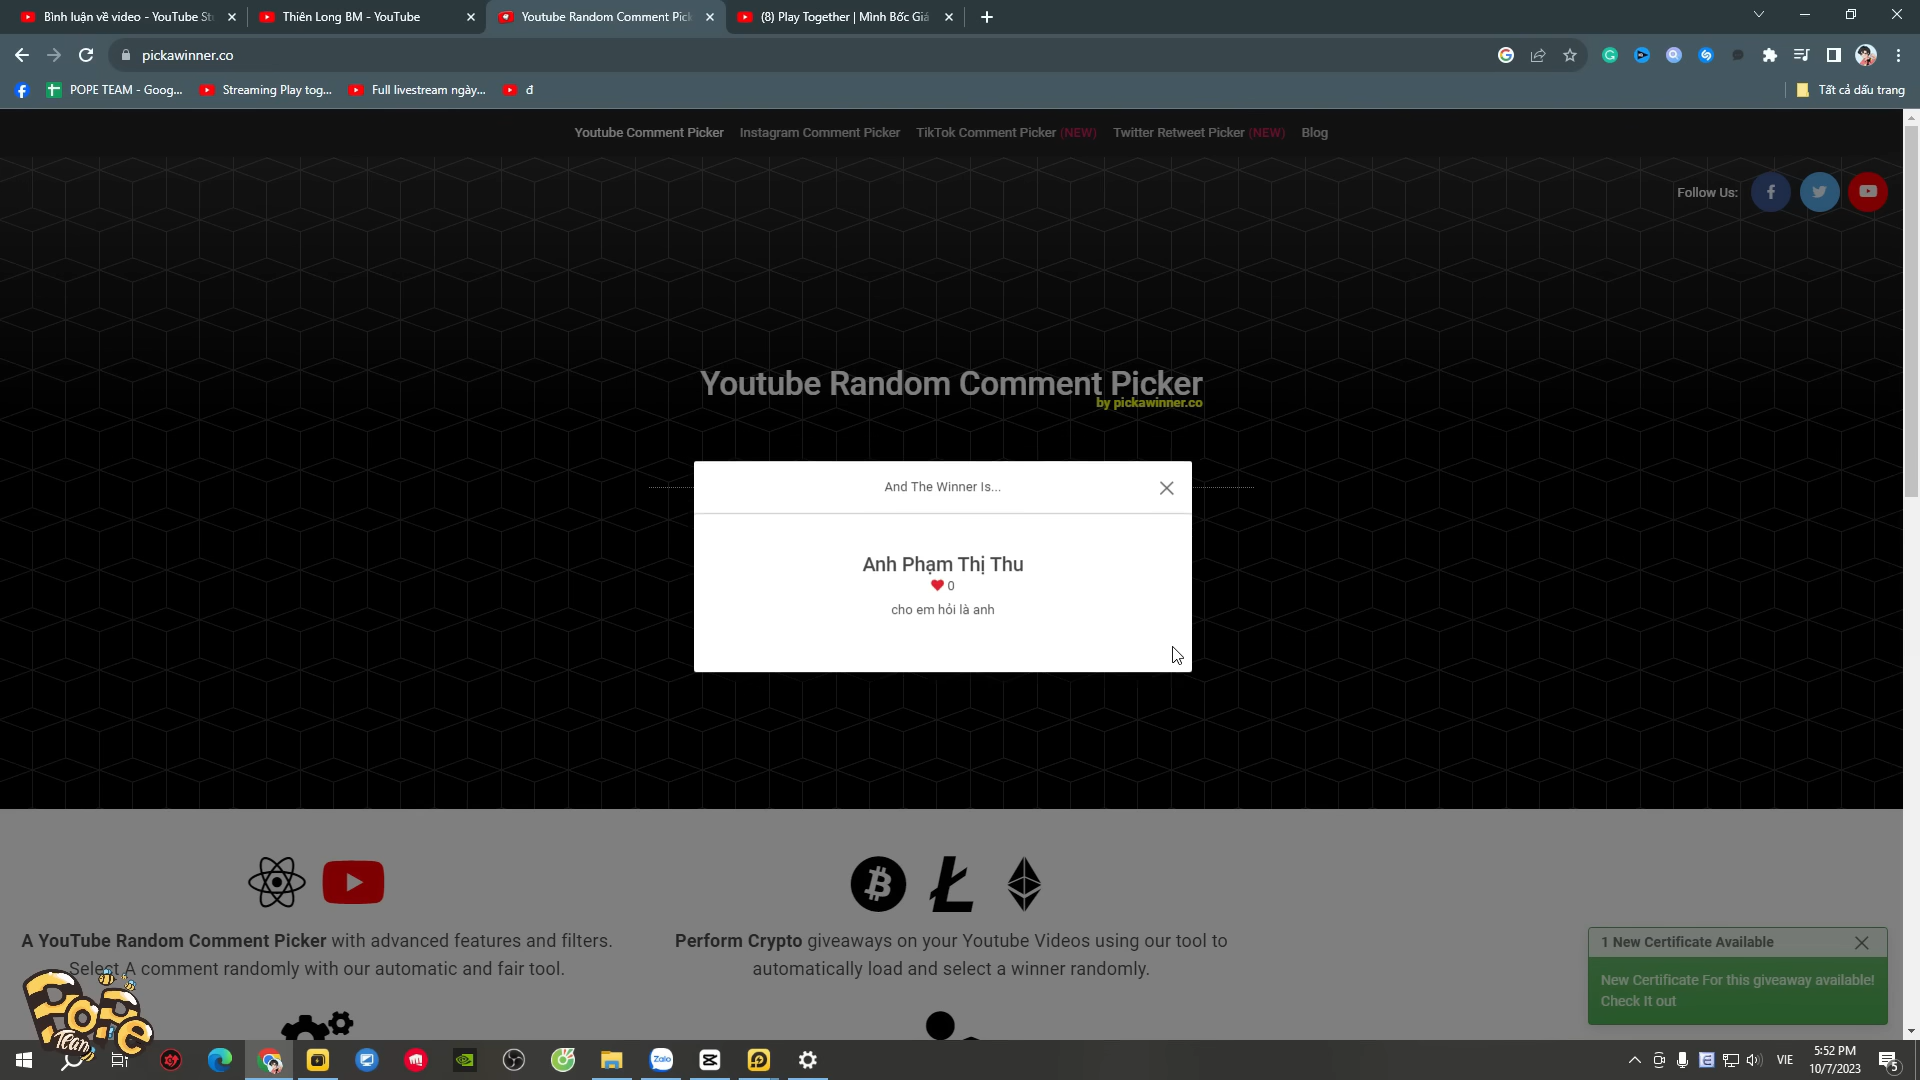 Bình luận về video - YouTube St
Thiên Long BM - YouTube
Youtube Random Comment Pick
(8) Play Together | Mình Bốc Giá
pickawinner.co
POPE TEAM - Goog...
Streaming Play tog...
Full livestream ngày...
đ
Tất cả dấu trang
Youtube Comment Picker
Instagram Comment Picker
TikTok Comment Picker (NEW)
Twitter Retweet Picker (NEW)
Blog
Follow Us:
Youtube Random Comment Picker
by pickawinner.co
And The Winner Is...
Anh Phạm Thị Thu
0
cho em hỏi là anh
A YouTube Random Comment Picker with advanced features and filters.
Select A comment randomly with our automatic and fair tool.
Perform Crypto giveaways on your Youtube Videos using our tool to
automatically load and select a winner randomly.
1 New Certificate Available
New Certificate For this giveaway available!
Check It out
PoPe
Team
Zalo
VIE
5:52 PM
10/7/2023
5